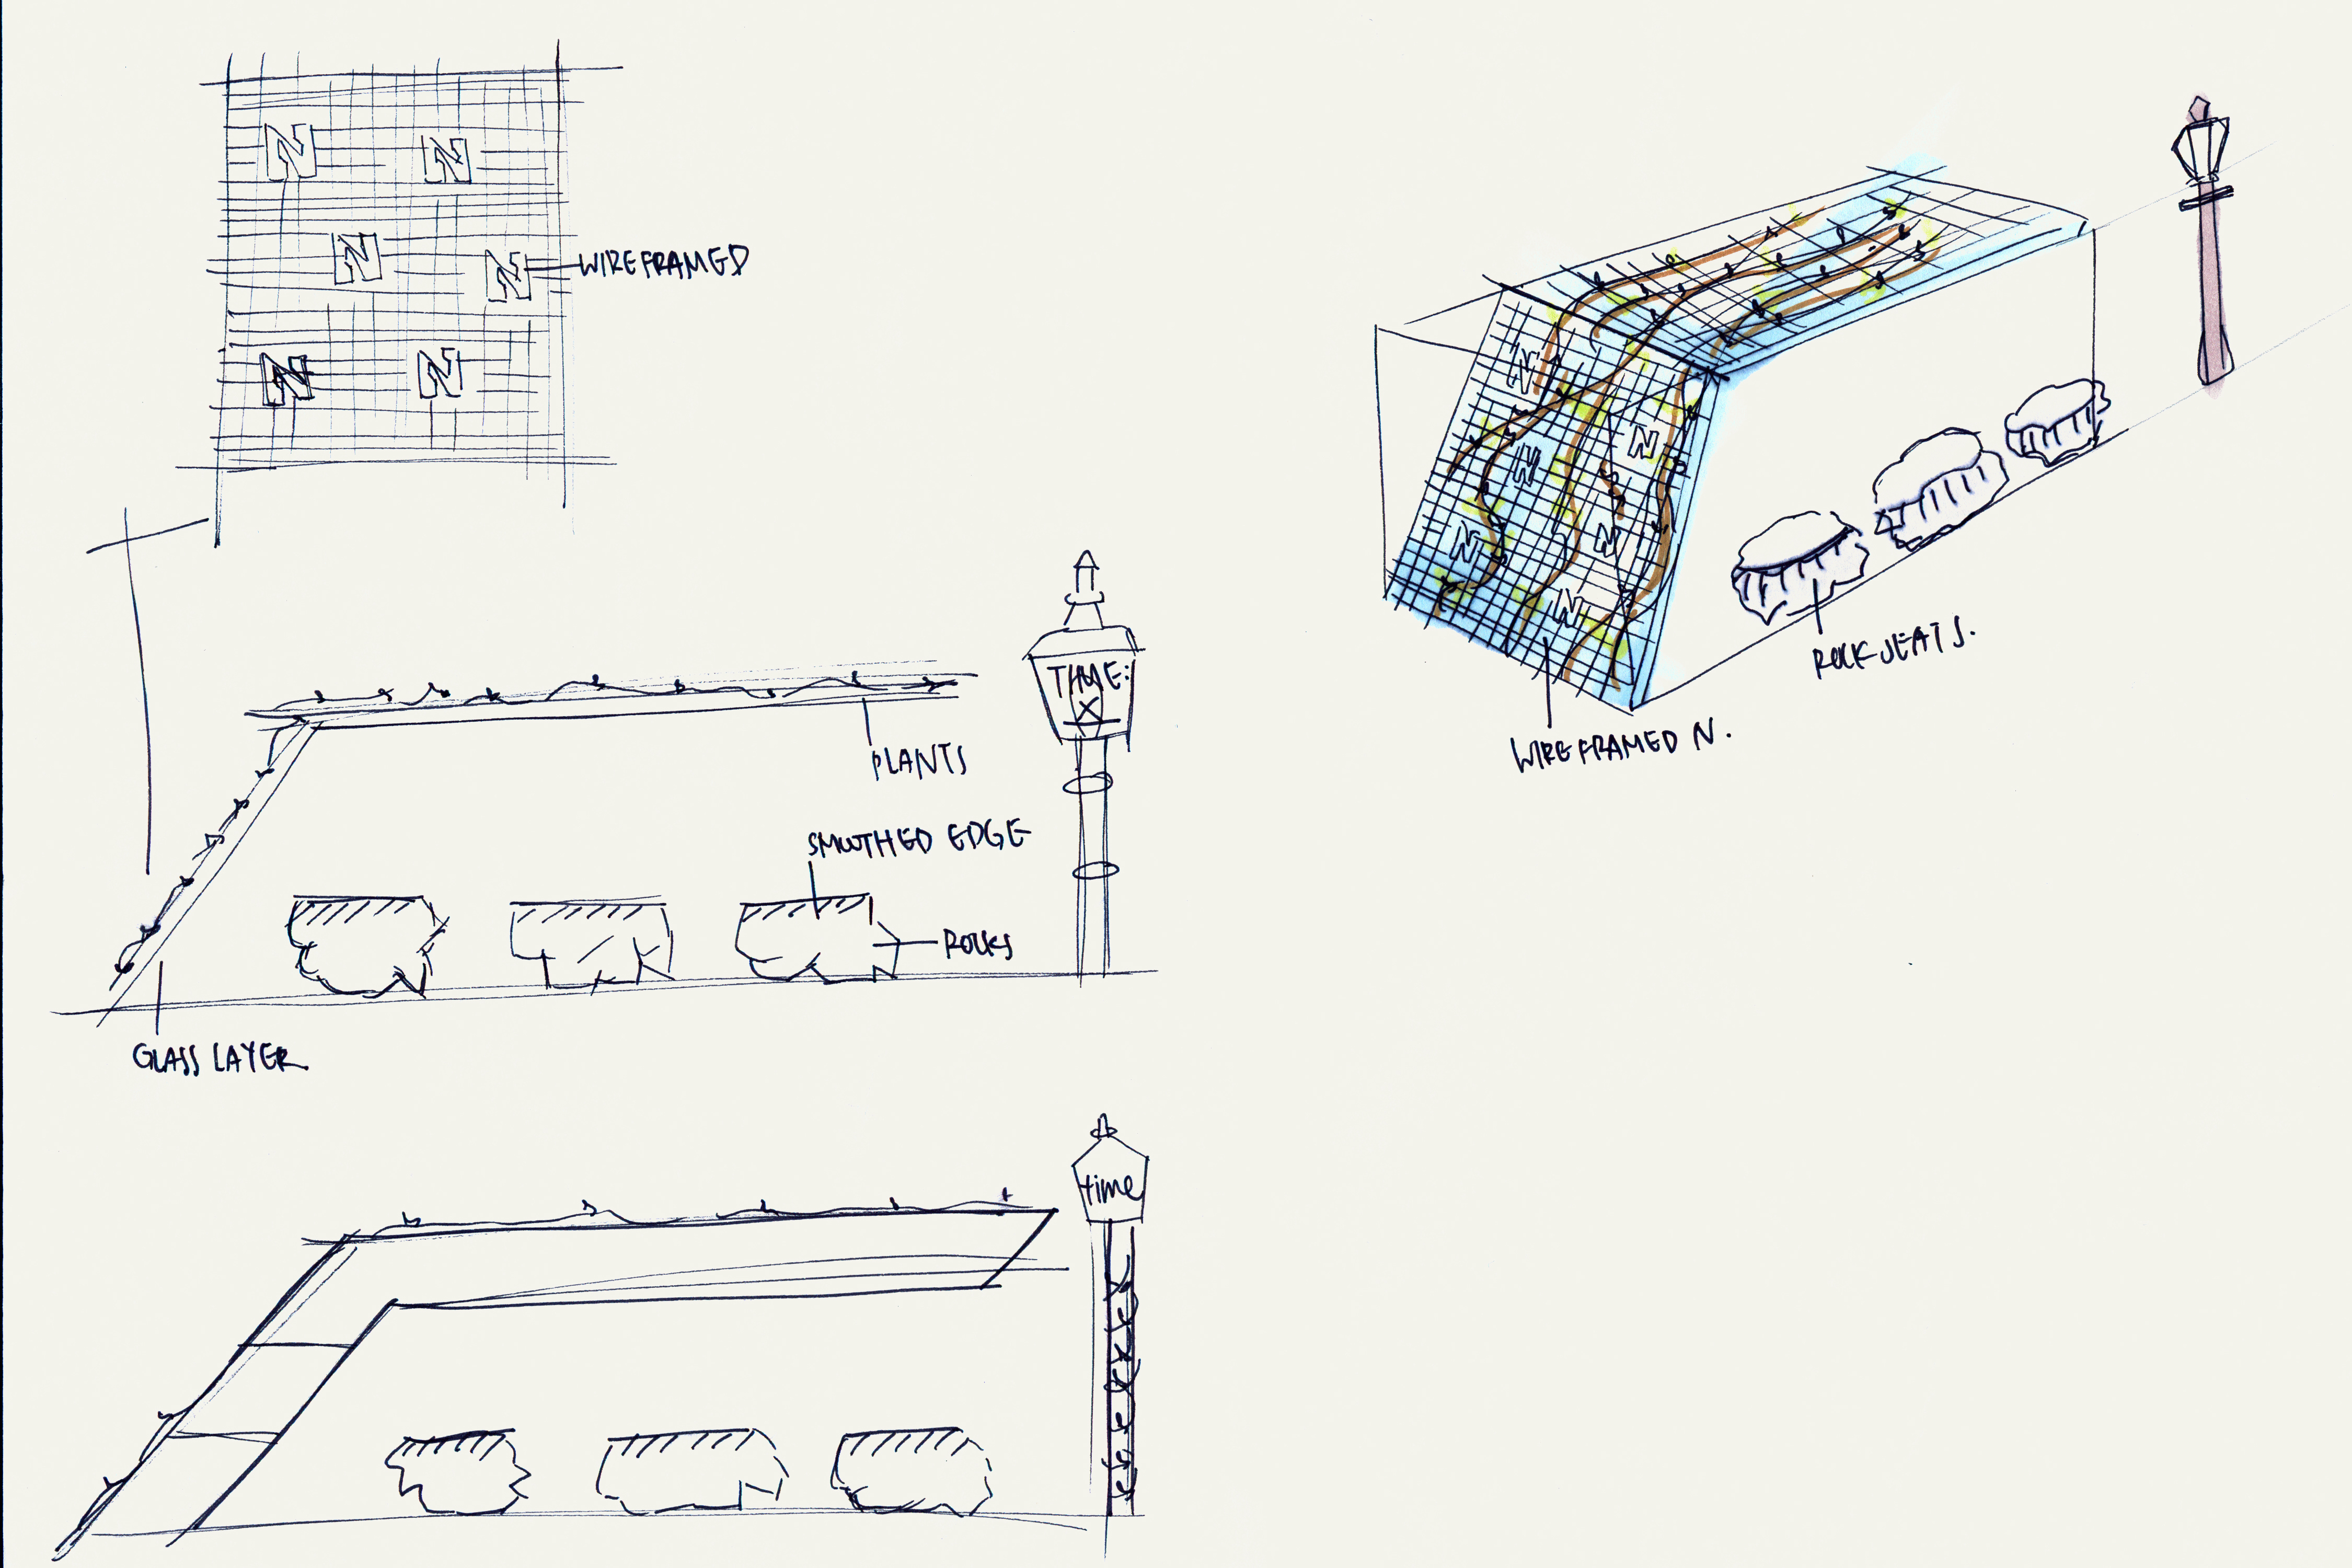 N
N
N
N
N
N
WIREFRAMED
TIME:
X
PLANTS
SMOOTHED EDGE
ROCKS
GLASS LAYER
time
N
N
N
N
N
N
ROCK SEATS.
WIREFRAMED N.